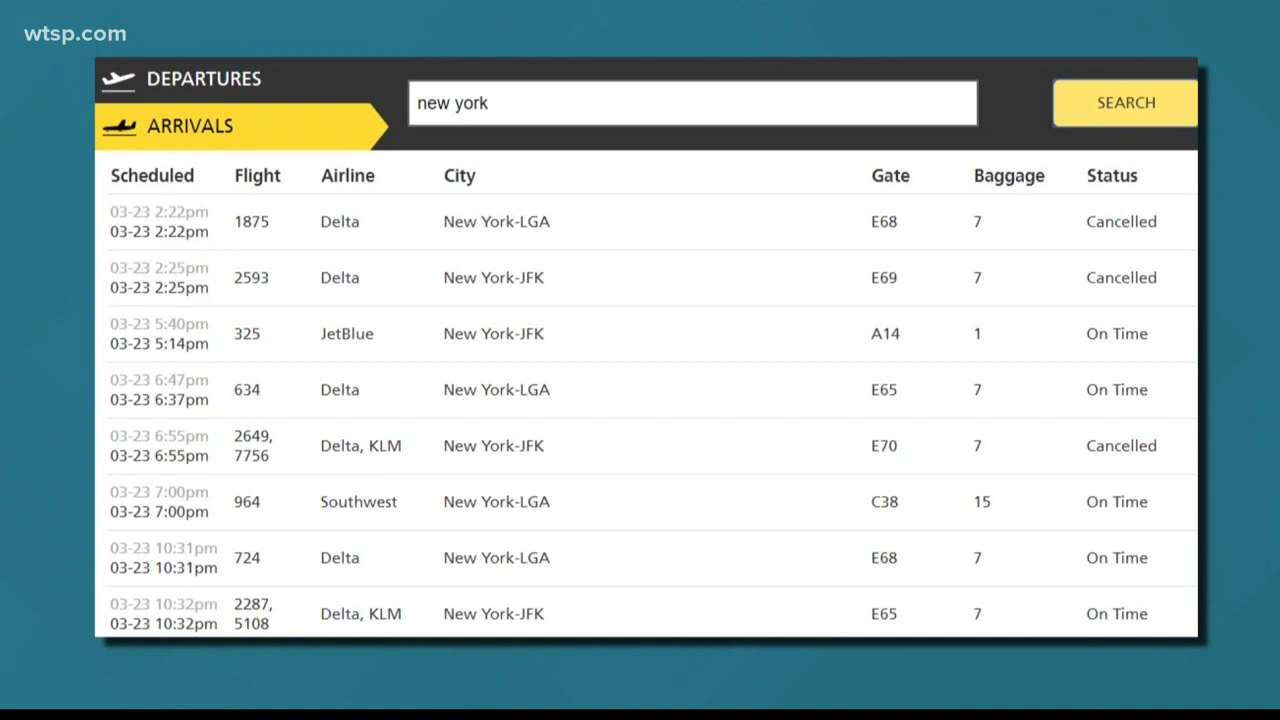 wtsp.com
DEPARTURES
ARRIVALS
new york
SEARCH
Scheduled Flight Airline City Gate Baggage Status
03-23 2:22pm
03-23 2:22pm 1875 Delta New York-LGA E68 7 Cancelled
03-23 2:25pm
03-23 2:25pm 2593 Delta New York-JFK E69 7 Cancelled
03-23 5:40pm
03-23 5:14pm 325 JetBlue New York-JFK A14 1 On Time
03-23 6:47pm
03-23 6:37pm 634 Delta New York-LGA E65 7 On Time
03-23 6:55pm 2649,
03-23 6:55pm 7756 Delta, KLM New York-JFK E70 7 Cancelled
03-23 7:00pm
03-23 7:00pm 964 Southwest New York-LGA C38 15 On Time
03-23 10:31pm
03-23 10:31pm 724 Delta New York-LGA E68 7 On Time
03-23 10:32pm 2287,
03-23 10:32pm 5108 Delta, KLM New York-JFK E65 7 On Time